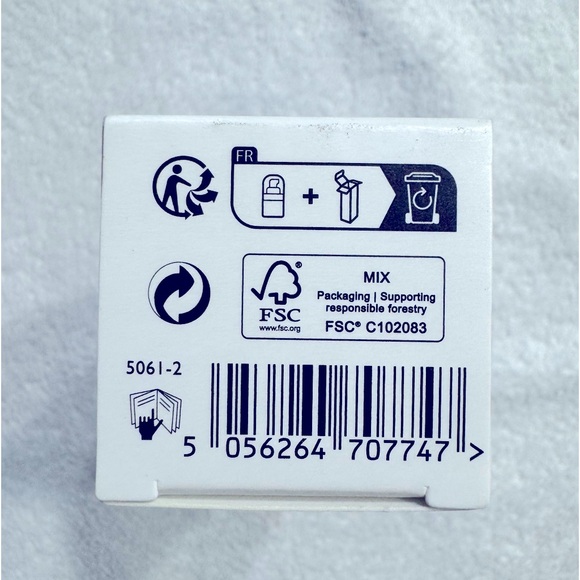 FR
+
FSC®
www.fsc.org
MIX
Packaging | Supporting
responsible forestry
FSC® C102083
5061-2
5 056264 707747 >